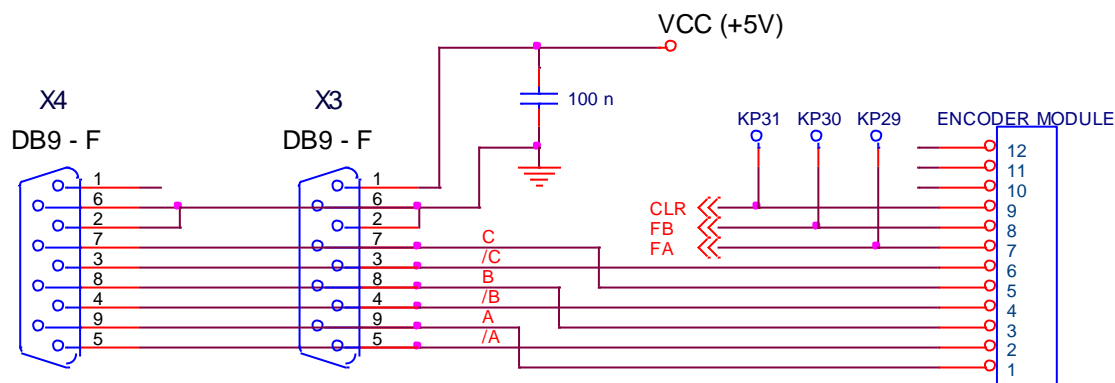 VCC (+5V)
X4
X3
100 n
DB9 - F
DB9 - F
KP31
KP30
KP29
ENCODER MODULE
1
6
2
7
3
8
4
9
5
1
6
2
7
3
8
4
9
5
C
/C
B
/B
A
/A
CLR
FB
FA
12
11
10
9
8
7
6
5
4
3
2
1